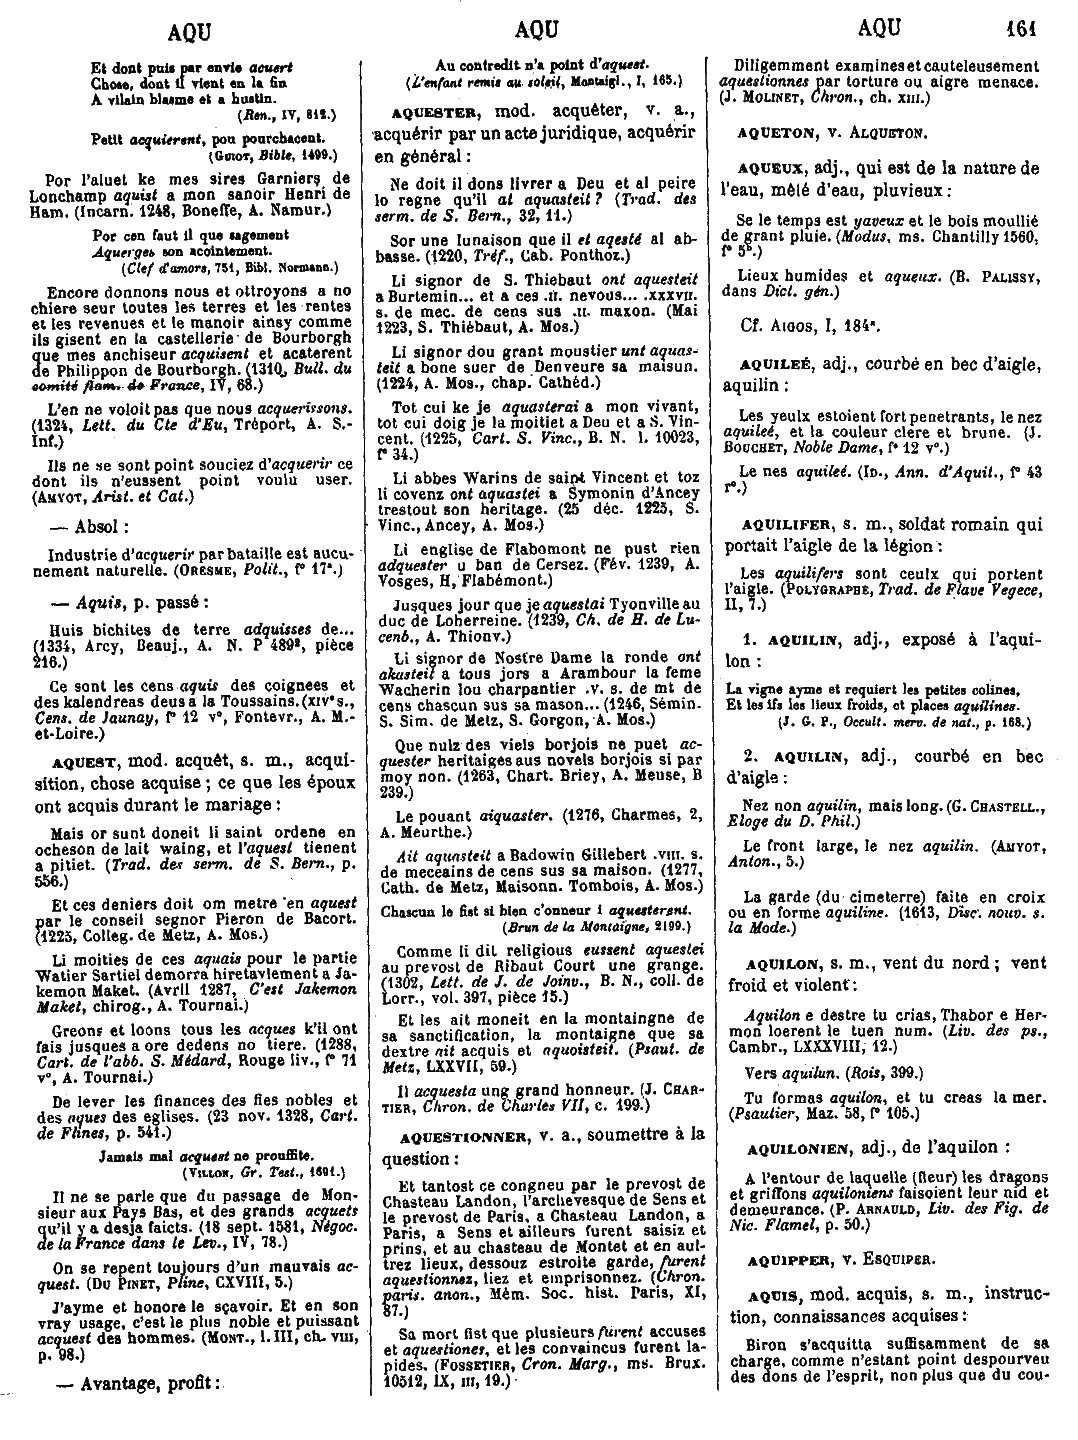 AQU
AQU
AQU 161
Et dont puis par envie acuert
Chose, dont il vient en la fin
A vilain blasme et a hustin.
(Ren., IV, 812.)
Petit acquierent, pou pourchacent.
(Guiot, Bible, 1499.)
Por l'aluet ke mes sires Garniers de
Lonchamp aquist a mon sanoir Henri de
Ham. (Incarn. 1248, Boneffe, A. Namur.)
Por cen faut il que sagement
Aquerges son acointement.
(Clef d'amors, 751, Bibl. Normann.)
Encore donnons nous et ottroyons a no
chiere seur toutes les terres et les rentes
et les revenues et le manoir ainsy comme
ils gisent en la castellerie de Bourborgh
que mes anchiseur acquisent et acaterent
de Philippon de Bourborgh. (1310, Bull. du
comité flam. de France, IV, 68.)
L'en ne voloit pas que nous acquerissons.
(1324, Lett. du Cte d'Eu, Tréport, A. S.-
Inf.)
Ils ne se sont point souciez d'acquerir ce
dont ils n'eussent point voulu user.
(Amyot, Arist. et Cat.)
— Absol :
Industrie d'acquerir par bataille est aucu-
nement naturelle. (Oresme, Polit., f° 17ª.)
— Aquis, p. passé :
Huis bichites de terre adquisses de...
(1334, Arcy, Beauj., A. N. P 489², pièce
216.)
Ce sont les cens aquis des coignees et
des kalendreas deus a la Toussains. (XIVᵉ s.,
Cens. de Jaunay, f° 12 v°, Fontevr., A. M.-
et-Loire.)
AQUEST, mod. acquêt, s. m., acqui-
sition, chose acquise ; ce que les époux
ont acquis durant le mariage :
Mais or sunt doneit li saint ordene en
ocheson de lait waing, et l'aquest tienent
a pitiet. (Trad. des serm. de S. Bern., p.
556.)
Et ces deniers doit om metre en aquest
par le conseil segnor Pieron de Bacort.
(1223, Colleg. de Metz, A. Mos.)
Li moities de ces aquais pour le partie
Watier Sartiel demorra hiretavlement a Ja-
kemon Maket. (Avril 1287, C'est Jakemon
Maket, chirog., A. Tournai.)
Greons et loons tous les acques k'il ont
fais jusques a ore dedens no tiere. (1288,
Cart. de l'abb. S. Médard, Rouge liv., f° 71
v°, A. Tournai.)
De lever les finances des fies nobles et
des aques des eglises. (23 nov. 1328, Cart.
de Flines, p. 541.)
Jamais mal acquest ne prouffite.
(Villon, Gr. Test., 1691.)
Il ne se parle que du passage de Mon-
sieur aux Pays Bas, et des grands acquets
qu'il y a desja faicts. (18 sept. 1581, Négoc.
de la France dans le Lev., IV, 78.)
On se repent toujours d'un mauvais ac-
quest. (Du Pinet, Pline, CXVIII, 5.)
J'ayme et honore le sçavoir. Et en son
vray usage, c'est le plus noble et puissant
acquest des hommes. (Mont., l. III, ch. VIII,
p. 98.)
— Avantage, profit :
Au contredit n'a point d'aquest.
(L'enfant remis au soleil, Montaigl., I, 165.)
AQUESTER, mod. acquêter, v. a.,
acquérir par un acte juridique, acquérir
en général :
Ne doit il dons livrer a Deu et al peire
lo regne qu'il at aquasteit ? (Trad. des
serm. de S. Bern., 32, 11.)
Sor une lunaison que il et aqesté al ab-
basse. (1220, Tréf., Cab. Ponthoz.)
Li signor de S. Thiebaut ont aquesteit
a Burtemin... et a ces .II. nevous... .XXXVII.
s. de mec. de cens sus .II. maxon. (Mai
1223, S. Thiébaut, A. Mos.)
Li signor dou grant moustier unt aquas-
teit a bone suer de Denveure sa maisun.
(1224, A. Mos., chap. Cathéd.)
Tot cui ke je aquasterai a mon vivant,
tot cui doig je la moitiet a Deu et a S. Vin-
cent. (1225, Cart. S. Vinc., B. N. l. 10023,
f° 34.)
Li abbes Warins de saint Vincent et toz
li covenz ont aquastei a Symonin d'Ancey
trestout son heritage. (25 déc. 1225, S.
Vinc., Ancey, A. Mos.)
Li englise de Flabomont ne pust rien
adquester u ban de Cersez. (Fév. 1239, A.
Vosges, H, Flabémont.)
Jusques jour que je aquestai Tyonville au
duc de Loherreine. (1239, Ch. de H. de Lu-
cenb., A. Thionv.)
Li signor de Nostre Dame la ronde ont
akasteit a tous jors a Arambour la feme
Wacherin lou charpantier .V. s. de mt de
cens chascun sus sa mason... (1246, Sémin.
S. Sim. de Metz, S. Gorgon, A. Mos.)
Que nulz des viels borjois ne puet ac-
quester heritaiges aus novels borjois si par
moy non. (1263, Chart. Briey, A. Meuse, B
239.)
Le pouant aiquaster. (1276, Charmes, 2,
A. Meurthe.)
Ait aquasteit a Badowin Gillebert .VIII. s.
de meceains de cens sus sa maison. (1277,
Cath. de Metz, Maisonn. Tombois, A. Mos.)
Chascun le fist si bien c'onneur i aquesterent.
(Brun de la Montaigne, 2199.)
Comme li dit religious eussent aquestei
au prevost de Ribaut Court une grange.
(1302, Lett. de J. de Joinv., B. N., coll. de
Lorr., vol. 397, pièce 15.)
Et les ait moneit en la montaingne de
sa sanctification, la montaigne que sa
dextre ait acquis et aquoisteit. (Psaut. de
Metz, LXXVII, 59.)
Il acquesta ung grand honneur. (J. Char-
tier, Chron. de Charles VII, c. 199.)
AQUESTIONNER, v. a., soumettre à la
question :
Et tantost ce congneu par le prevost de
Chasteau Landon, l'archevesque de Sens et
le prevost de Paris, a Chasteau Landon, a
Paris, a Sens et ailleurs furent saisiz et
prins, et au chasteau de Montet et en aul-
trez lieux, dessouz estroite garde, furent
aquestionnez, liez et emprisonnez. (Chron.
paris. anon., Mém. Soc. hist. Paris, XI,
87.)
Sa mort fist que plusieurs furent accuses
et aquestiones, et les convaincus furent la-
pides. (Fossetier, Cron. Marg., ms. Brux.
10512, IX, III, 19.)
Diligemment examines et cauteleusement
aquestionnes par torture ou aigre menace.
(J. Molinet, Chron., ch. XIII.)
AQUETON, v. Alqueton.
AQUEUX, adj., qui est de la nature de
l'eau, mêlé d'eau, pluvieux :
Se le temps est yaveux et le bois moullié
de grant pluie. (Modus, ms. Chantilly 1560,
f° 5ᵇ.)
Lieux humides et aqueux. (B. Palissy,
dans Dict. gén.)
Cf. Aigos, I, 184ª.
AQUILEÉ, adj., courbé en bec d'aigle,
aquilin :
Les yeulx estoient fort penetrants, le nez
aquileé, et la couleur clere et brune. (J.
Bouchet, Noble Dame, f° 12 v°.)
Le nes aquileé. (Id., Ann. d'Aquit., f° 43
r°.)
AQUILIFER, s. m., soldat romain qui
portait l'aigle de la légion :
Les aquilifers sont ceulx qui portent
l'aigle. (Polygraphe, Trad. de Flave Vegece,
II, 7.)
1. AQUILIN, adj., exposé à l'aqui-
lon :
La vigne ayme et requiert les petites colines,
Et les ifs les lieux froids, et places aquilines.
(J. G. P., Occult. merv. de nat., p. 168.)
2. AQUILIN, adj., courbé en bec
d'aigle :
Nez non aquilin, mais long. (G. Chastell.,
Eloge du D. Phil.)
Le front large, le nez aquilin. (Amyot,
Anton., 5.)
La garde (du cimeterre) faite en croix
ou en forme aquiline. (1613, Disc. nouv. s.
la Mode.)
AQUILON, s. m., vent du nord ; vent
froid et violent :
Aquilon e destre tu crias, Thabor e Her-
mon loerent le tuen num. (Liv. des ps.,
Cambr., LXXXVIII, 12.)
Vers aquilun. (Rois, 399.)
Tu formas aquilon, et tu creas la mer.
(Psautier, Maz. 58, f° 105.)
AQUILONIEN, adj., de l'aquilon :
A l'entour de laquelle (fleur) les dragons
et griffons aquiloniens faisoient leur nid et
demeurance. (P. Arnauld, Liv. des Fig. de
Nic. Flamel, p. 50.)
AQUIPPER, v. Esquiper.
AQUIS, mod. acquis, s. m., instruc-
tion, connaissances acquises :
Biron s'acquitta suffisamment de sa
charge, comme n'estant point despourveu
des dons de l'esprit, non plus que du cou-